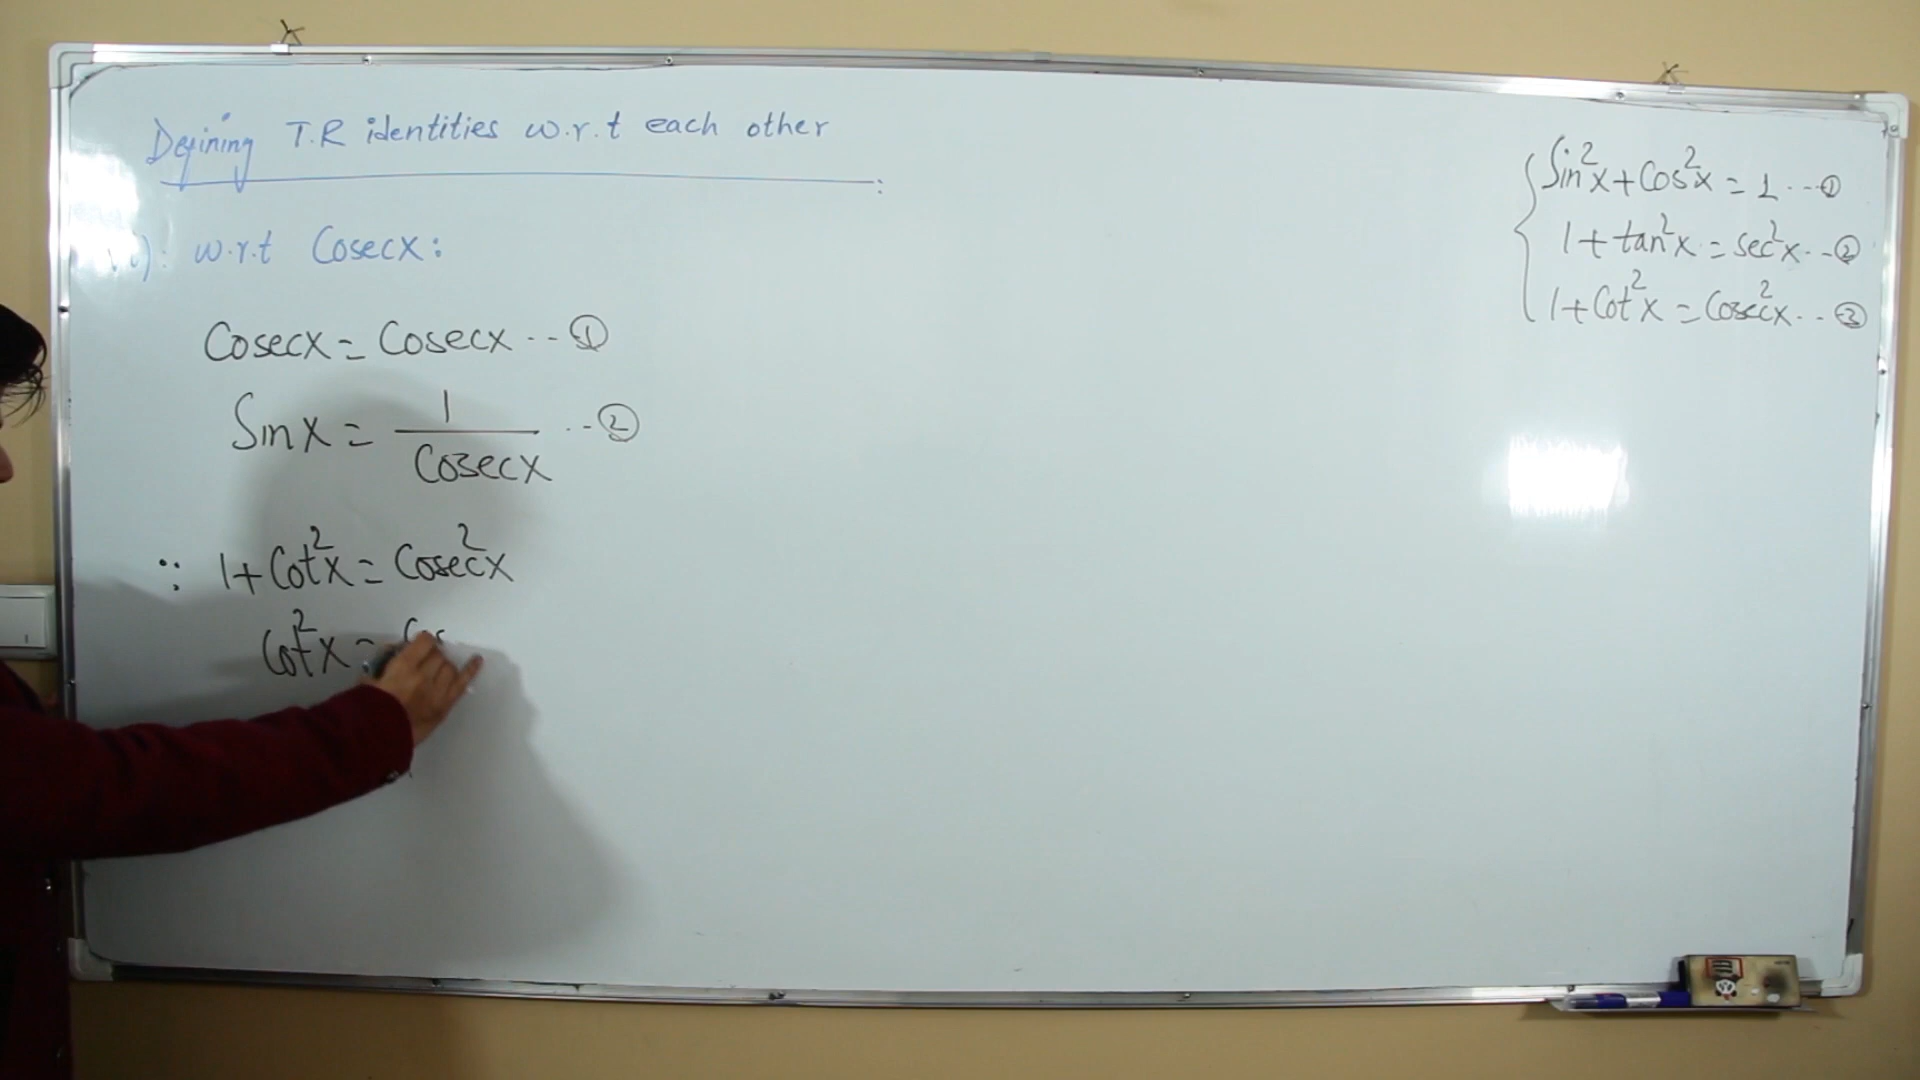 Defining T.R identities w.r.t each other :
): w.r.t Cosecx:
Cosecx = Cosecx -- ①
Sinx = 1 / Cosecx -- ②
∵ 1+Cot²x = Cosec²x
Cot²x = Cos
Sin²x+Cos²x = 1 --- ①
1+tan²x = sec²x -- ②
1+Cot²x = Cosec²x -- ③